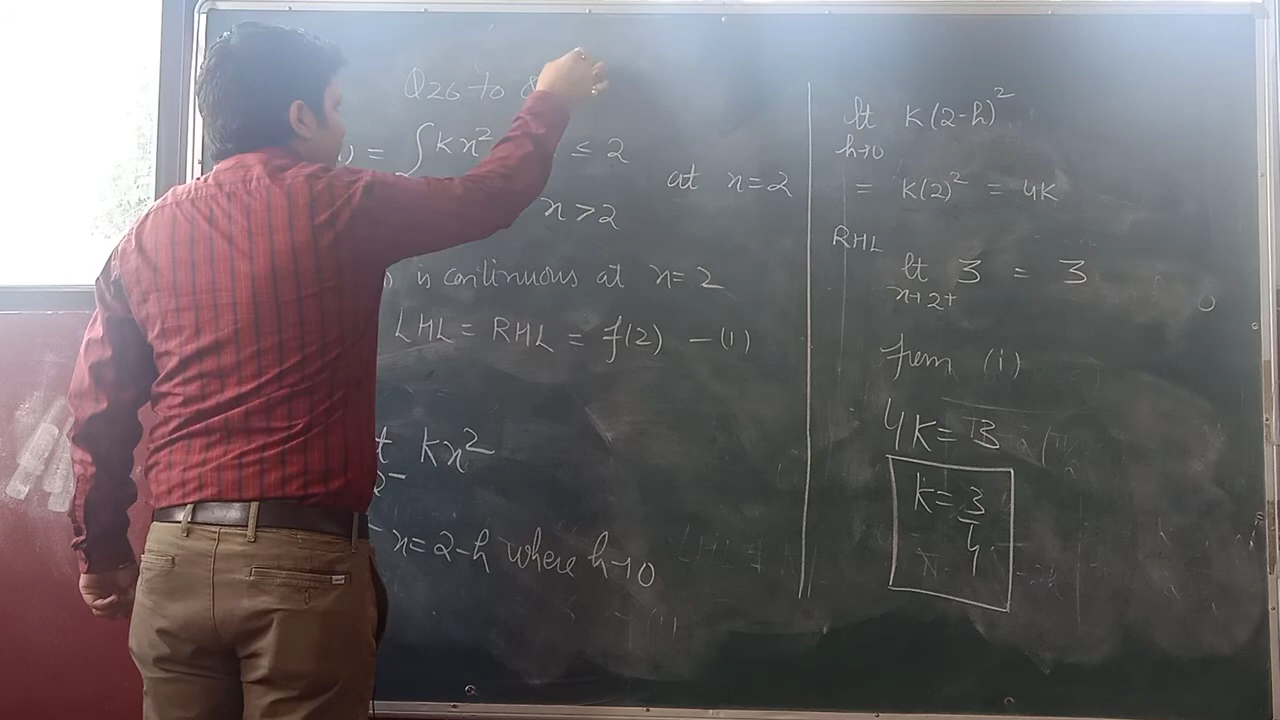 Q26 to
) = { kx² ≤ 2
at x=2
x >2
is continuous at x=2
LHL = RHL = f(2) — (1)
kx²
2-
x=2-h where h→0
lt K(2-h)²
h→0
= K(2)² = 4K
RHL
lt 3 = 3
x→2+
from (i)
4K= 3
K= 3/4